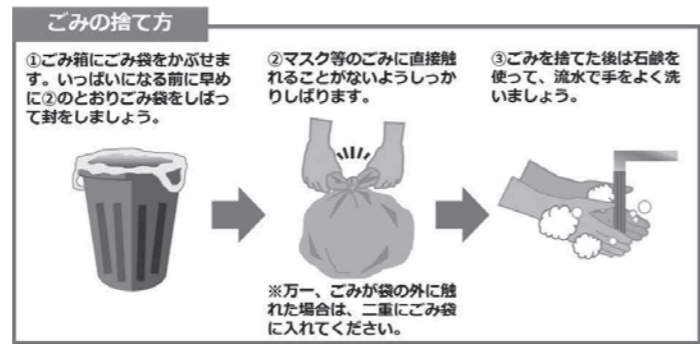 ごみの捨て方
①ごみ箱にごみ袋をかぶせま
す。いっぱいになる前に早め
に②のとおりごみ袋をしばっ
て封をしましょう。
②マスク等のごみに直接触
れることがないようしっか
りしばります。
※万一、ごみが袋の外に触
れた場合は、二重にごみ袋
に入れてください。
③ごみを捨てた後は石鹸を
使って、流水で手をよく洗
いましょう。